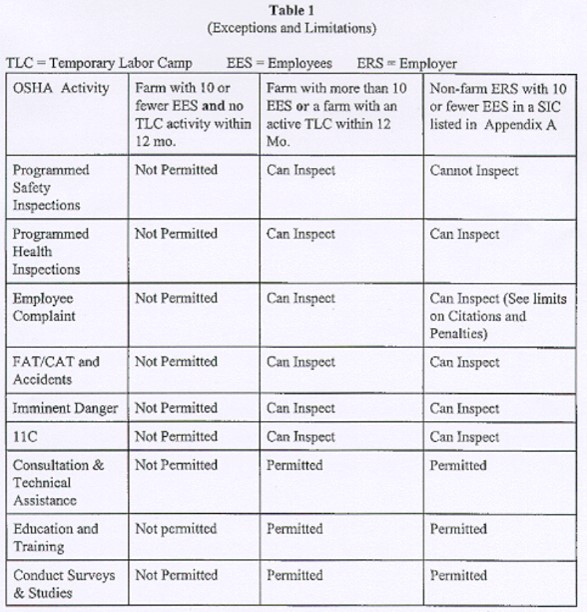 Table 1
(Exceptions and Limitations)
TLC = Temporary Labor Camp EES = Employees ERS = Employer
OSHA Activity
Farm with 10 or
fewer EES and no
TLC activity within
12 mo.
Farm with more than 10
EES or a farm with an
active TLC within 12
Mo.
Non-farm ERS with 10
or fewer EES in a SIC
listed in Appendix A
Programmed
Safety
Inspections
Not Permitted
Can Inspect
Cannot Inspect
Programmed
Health
Inspections
Not Permitted
Can Inspect
Can Inspect
Employee
Complaint
Not Permitted
Can Inspect
Can Inspect (See limits
on Citations and
Penalties)
FAT/CAT and
Accidents
Not Permitted
Can Inspect
Can Inspect
Imminent Danger
Not Permitted
Can Inspect
Can Inspect
11C
Not Permitted
Can Inspect
Can Inspect
Consultation &
Technical
Assistance
Not Permitted
Permitted
Permitted
Education and
Training
Not permitted
Permitted
Permitted
Conduct Surveys
& Studies
Not Permitted
Permitted
Permitted